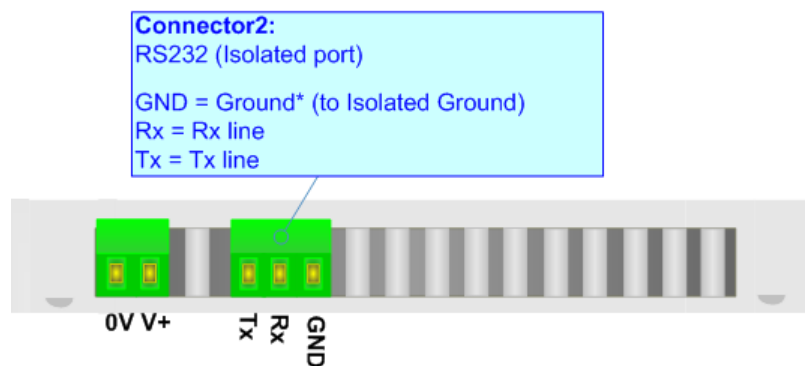 Connector2:
RS232 (Isolated port)
GND = Ground* (to Isolated Ground)
Rx = Rx line
Tx = Tx line
0V V+
Tx
Rx
GND